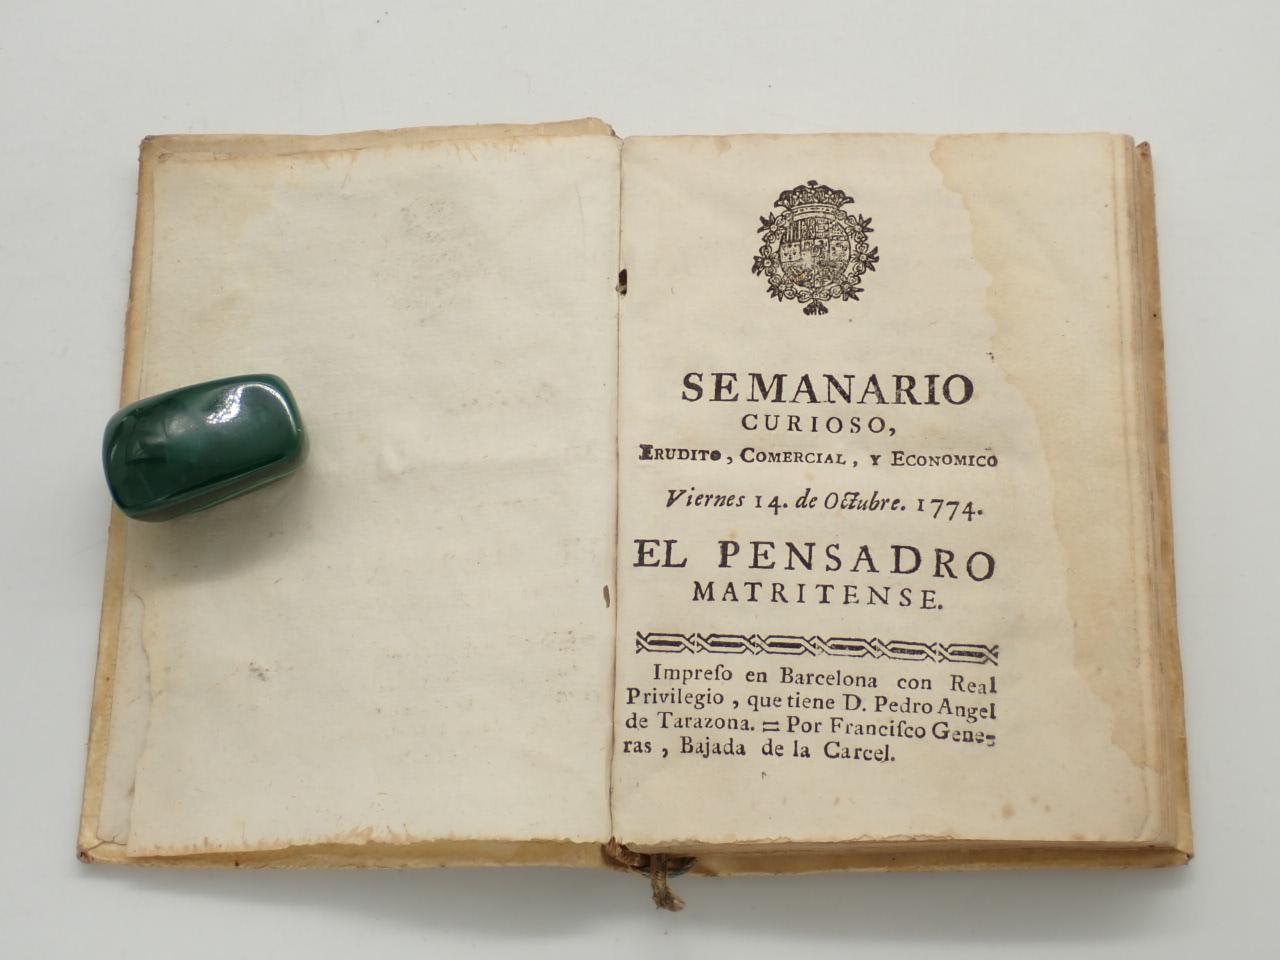 SEMANARIO
CURIOSO,
ERUDITO, COMERCIAL, Y ECONOMICO
Viernes 14. de Octubre. 1774.
EL PENSADRO
MATRITENSE.
Impreſo en Barcelona con Real
Privilegio, que tiene D. Pedro Angel
de Tarazona. = Por Franciſco Gene-
ras, Bajada de la Carcel.